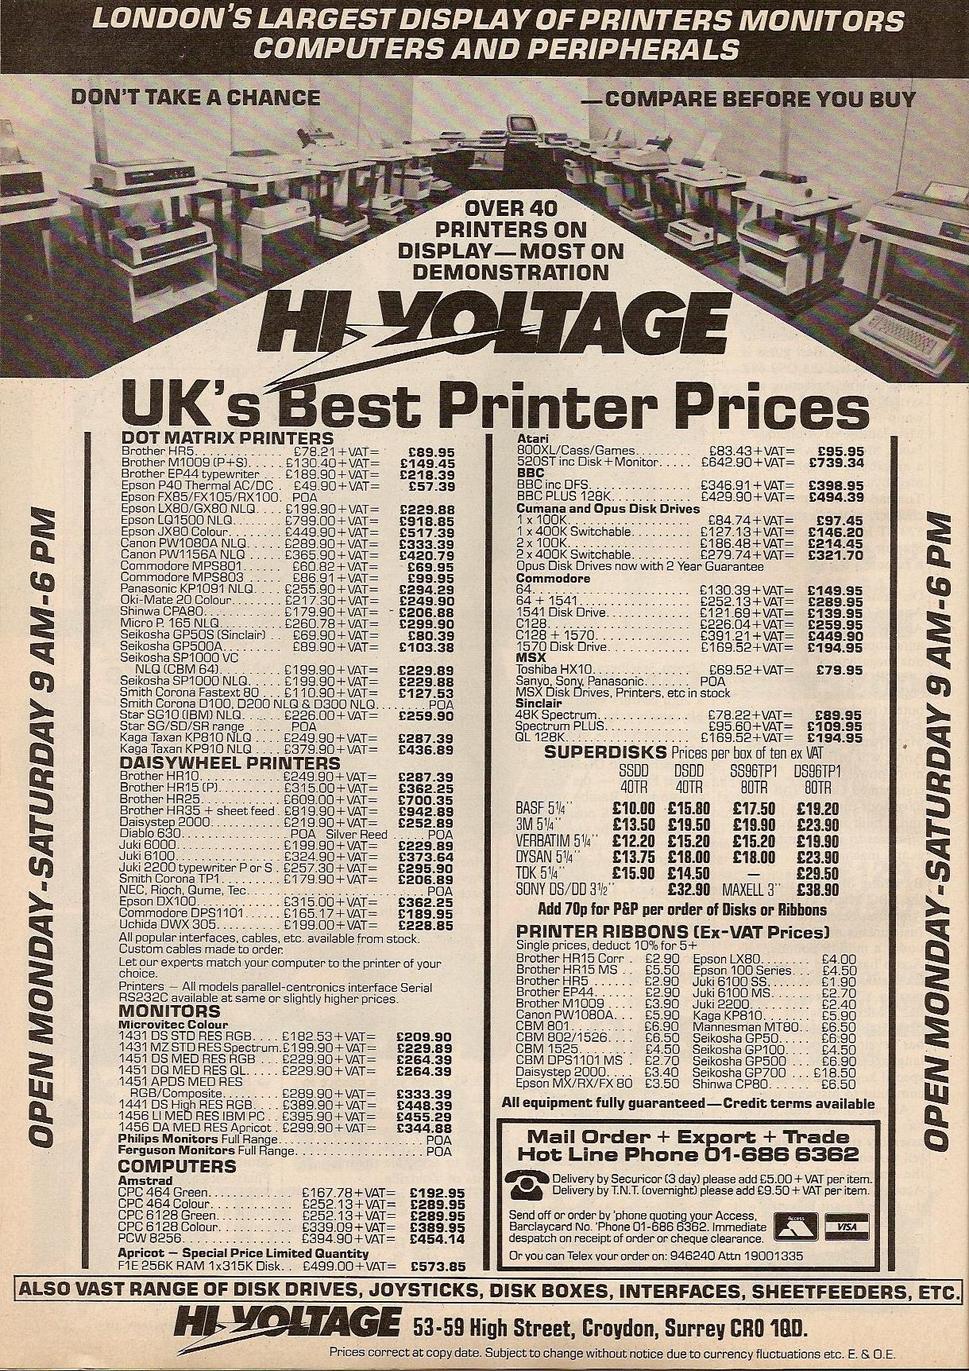 LONDON'S LARGEST DISPLAY OF PRINTERS MONITORS
COMPUTERS AND PERIPHERALS
DON'T TAKE A CHANCE
—COMPARE BEFORE YOU BUY
OVER 40
PRINTERS ON
DISPLAY—MOST ON
DEMONSTRATION
HI VOLTAGE
UK's Best Printer Prices
OPEN MONDAY-SATURDAY 9 AM-6 PM
DOT MATRIX PRINTERS
Brother HR5. . . . . . . . . . £78.21+VAT= £89.95
Brother M1009 (P+S). . . . £130.40+VAT= £149.45
Brother EP44 typewriter . . £189.90+VAT= £218.39
Epson P40 Thermal AC/DC . £49.90+VAT= £57.39
Epson FX85/FX105/RX100. POA
Epson LX80/GX80 NLQ. . . . £199.90+VAT= £229.88
Epson LQ1500 NLQ. . . . £799.00+VAT= £918.85
Epson JX80 Colour. . . . £449.90+VAT= £517.39
Canon PW1080A NLQ . . . £289.90+VAT= £333.39
Canon PW1156A NLQ . . . £365.90+VAT= £420.79
Commodore MPS801 . . . . £60.82+VAT= £69.95
Commodore MPS803 . . . . £86.91+VAT= £99.95
Panasonic KP1091 NLQ. . . £255.90+VAT= £294.29
Oki-Mate 20 Colour. . . . £217.30+VAT= £249.90
Shinwa CPA80. . . . . . £179.90+VAT= £206.88
Micro P. 165 NLQ . . . . £260.78+VAT= £299.90
Seikosha GP50S (Sinclair) . . £69.90+VAT= £80.39
Seikosha GP500A. . . . . £89.90+VAT= £103.38
Seikosha SP1000 VC
NLQ (CBM 64). . . . . £199.90+VAT= £229.89
Seikosha SP1000 NLQ. . . . £199.90+VAT= £229.88
Smith Corona Fastext 80 . . £110.90+VAT= £127.53
Smith Corona D100, D200 NLQ & D300 NLQ. . . . . . POA
Star SG10 (IBM) NLQ. . . . £226.00+VAT= £259.90
Star SG/SD/SR range . . . . POA
Kaga Taxan KP810 NLQ . . £249.90+VAT= £287.39
Kaga Taxan KP910 NLQ . . £379.90+VAT= £436.89
DAISYWHEEL PRINTERS
Brother HR10. . . . . . £249.90+VAT= £287.39
Brother HR15 (P). . . . . £315.00+VAT= £362.25
Brother HR25. . . . . . £609.00+VAT= £700.35
Brother HR35 + sheet feed . £819.90+VAT= £942.89
Daisystep 2000. . . . . £219.90+VAT= £252.89
Diablo 630. . . . . . POA Silver Reed . . . . . POA
Juki 6000. . . . . . . £199.90+VAT= £229.89
Juki 6100. . . . . . . £324.90+VAT= £373.64
Juki 2200 typewriter P or S . £257.30+VAT= £295.90
Smith Corona TP1. . . . . £179.90+VAT= £206.89
NEC, Rioch, Qume, Tec. . . . . . . . . . . POA
Epson DX100. . . . . . £315.00+VAT= £362.25
Commodore DPS1101 . . . . £165.17+VAT= £189.95
Uchida DWX 305. . . . . £199.00+VAT= £228.85
All popular interfaces, cables, etc. available from stock.
Custom cables made to order.
Let our experts match your computer to the printer of your
choice.
Printers — All models parallel-centronics interface Serial
RS232C available at same or slightly higher prices.
MONITORS
Microvitec Colour
1431 DS STD RES RGB. . . . £182.53+VAT= £209.90
1431 MZ STD RES Spectrum. £199.90+VAT= £229.89
1451 DS MED RES RGB . . . £229.90+VAT= £264.39
1451 DQ MED RES QL. . . . £229.90+VAT= £264.39
1451 APDS MED RES
RGB/Composite. . . . . £289.90+VAT= £333.39
1441 DS High RES RGB. . . . £389.90+VAT= £448.39
1456 LI MED RES IBM PC . . £395.90+VAT= £455.29
1456 DA MED RES Apricot . £299.90+VAT= £344.88
Philips Monitors Full Range. . . . . . . . . . POA
Ferguson Monitors Full Range. . . . . . . . . POA
COMPUTERS
Amstrad
CPC 464 Green. . . . . . . £167.78+VAT= £192.95
CPC 464 Colour. . . . . . £252.13+VAT= £289.95
CPC 6128 Green. . . . . . £252.13+VAT= £289.95
CPC 6128 Colour. . . . . . £339.09+VAT= £389.95
PCW 8256. . . . . . . . £394.90+VAT= £454.14
Apricot — Special Price Limited Quantity
F1E 256K RAM 1x315K Disk. . £499.00+VAT= £573.85
Atari
800XL/Cass/Games. . . . . £83.43+VAT= £95.95
520ST inc Disk+Monitor. . . . . £642.90+VAT= £739.34
BBC
BBC inc DFS. . . . . . . £346.91+VAT= £398.95
BBC PLUS 128K. . . . . . £429.90+VAT= £494.39
Cumana and Opus Disk Drives
1 x 100K. . . . . . . . £84.74+VAT= £97.45
1 x 400K Switchable. . . . . £127.13+VAT= £146.20
2 x 100K. . . . . . . . £186.48+VAT= £214.45
2 x 400K Switchable. . . . . £279.74+VAT= £321.70
Opus Disk Drives now with 2 Year Guarantee
Commodore
64. . . . . . . . . . £130.39+VAT= £149.95
64 + 1541 . . . . . . . £252.13+VAT= £289.95
1541 Disk Drive. . . . . . £121.69+VAT= £139.95
C128. . . . . . . . . £226.04+VAT= £259.95
C128 + 1570. . . . . . . £391.21+VAT= £449.90
1570 Disk Drive. . . . . . £169.52+VAT= £194.95
MSX
Toshiba HX10. . . . . . . £69.52+VAT= £79.95
Sanyo, Sony, Panasonic. . . . . . POA
MSX Disk Drives, Printers, etc in stock
Sinclair
48K Spectrum. . . . . . . £78.22+VAT= £89.95
Spectrum PLUS. . . . . . £95.60+VAT= £109.95
QL 128K. . . . . . . . £169.52+VAT= £194.95
SUPERDISKS Prices per box of ten ex VAT
SSDD DSDD SS96TP1 DS96TP1
40TR 40TR 80TR 80TR
BASF 5¼" £10.00 £15.80 £17.50 £19.20
3M 5¼" £13.50 £19.50 £19.90 £23.90
VERBATIM 5¼" £12.20 £15.20 £15.20 £19.90
DYSAN 5¼" £13.75 £18.00 £18.00 £23.90
TDK 5¼" £15.90 £14.50 — £29.50
SONY DS/DD 3½" £32.90 MAXELL 3" £38.90
Add 70p for P&P per order of Disks or Ribbons
PRINTER RIBBONS (Ex-VAT Prices)
Single prices, deduct 10% for 5+
Brother HR15 Corr . . £2.90 Epson LX80. . . . . . £4.00
Brother HR15 MS . . £5.50 Epson 100 Series. . . £4.50
Brother HR5. . . . . £2.90 Juki 6100 SS. . . . . £1.90
Brother EP44. . . . . £2.90 Juki 6100 MS. . . . . £2.70
Brother M1009 . . . . £3.90 Juki 2200. . . . . . £2.40
Canon PW1080A. . . £5.90 Kaga KP810. . . . . £5.90
CBM 801. . . . . . £6.90 Mannesman MT80. . £6.50
CBM 802/1526. . . . £6.50 Seikosha GP50. . . . £6.90
CBM 1525. . . . . . £4.50 Seikosha GP100. . . . £4.50
CBM DPS1101 MS . . £2.70 Seikosha GP500. . . . £6.90
Daisystep 2000. . . . £3.40 Seikosha GP700 . . . £18.50
Epson MX/RX/FX 80 £3.50 Shinwa CP80. . . . . £6.50
All equipment fully guaranteed—Credit terms available
Mail Order + Export + Trade
Hot Line Phone 01-686 6362
Delivery by Securicor (3 day) please add £5.00 + VAT per item.
Delivery by T.N.T. (overnight) please add £9.50 + VAT per item.
Send off or order by 'phone quoting your Access,
Barclaycard No. 'Phone 01-686 6362. Immediate
despatch on receipt of order or cheque clearance.
Access
VISA
Or you can Telex your order on: 946240 Attn 19001335
OPEN MONDAY-SATURDAY 9 AM-6 PM
ALSO VAST RANGE OF DISK DRIVES, JOYSTICKS, DISK BOXES, INTERFACES, SHEETFEEDERS, ETC.
HI VOLTAGE 53-59 High Street, Croydon, Surrey CR0 1QD.
Prices correct at copy date. Subject to change without notice due to currency fluctuations etc. E. & O.E.